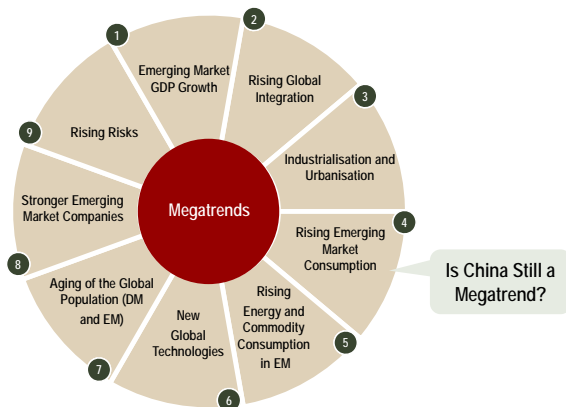 1
Emerging Market
GDP Growth
2
Rising Global
Integration
3
Industrialisation and
Urbanisation
4
Rising Emerging
Market
Consumption
5
Rising
Energy and
Commodity
Consumption
in EM
6
New
Global
Technologies
7
Aging of the Global
Population (DM
and EM)
8
Stronger Emerging
Market Companies
9
Rising Risks
Megatrends
Is China Still a
Megatrend?